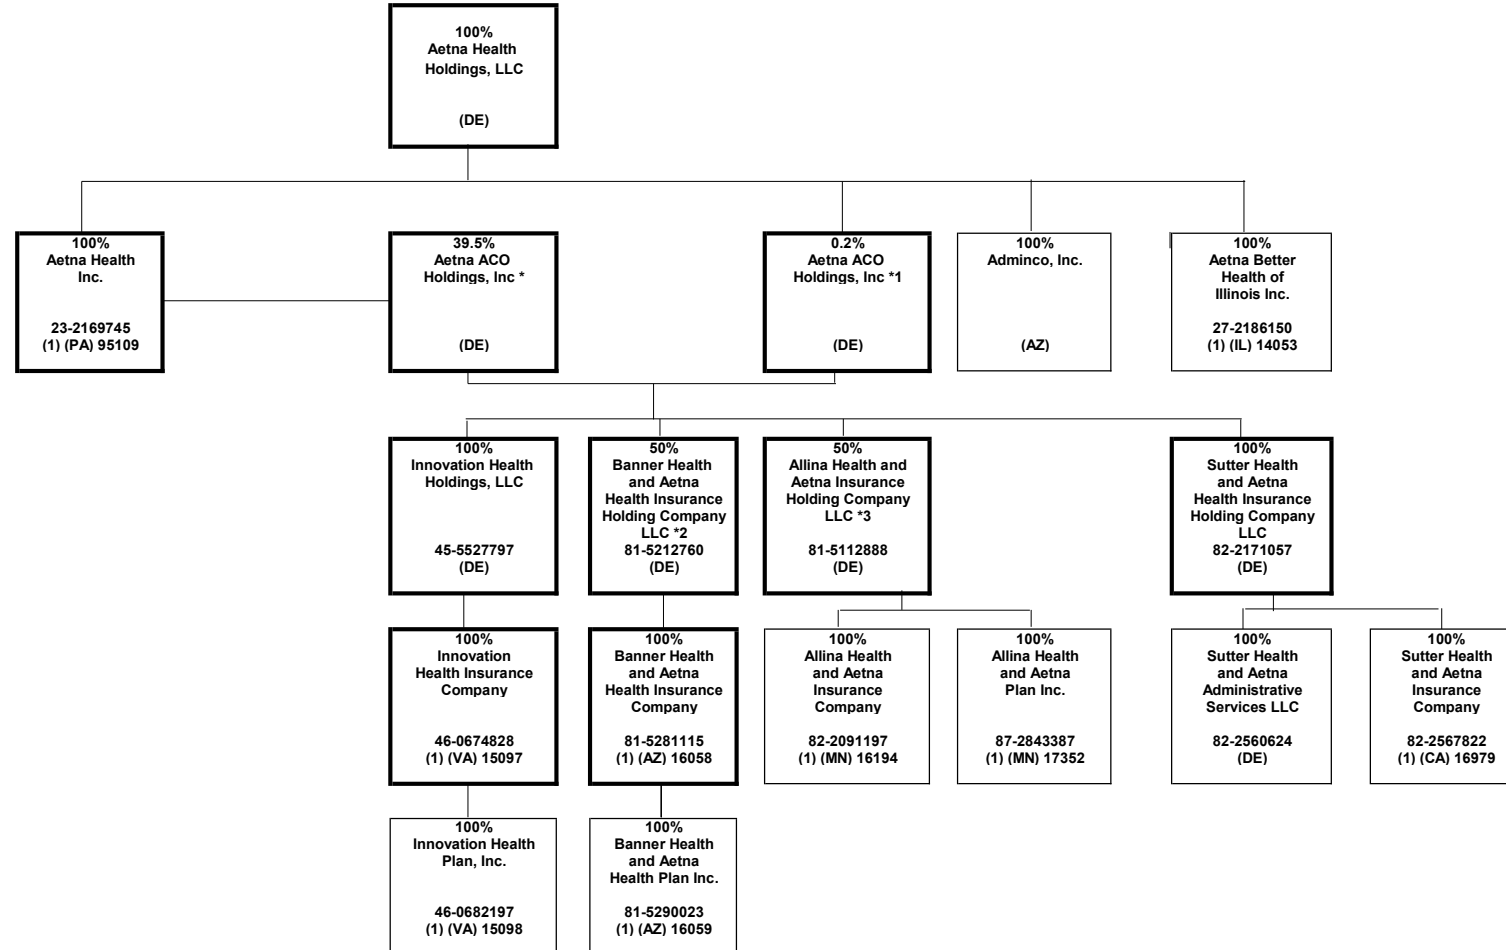 100%
Aetna Health
Holdings, LLC
(DE)
100%
Aetna Health
Inc.
23-2169745
(1) (PA) 95109
39.5%
Aetna ACO
Holdings, Inc *
(DE)
0.2%
Aetna ACO
Holdings, Inc *1
(DE)
100%
Adminco, Inc.
(AZ)
100%
Aetna Better
Health of
Illinois Inc.
27-2186150
(1) (IL) 14053
100%
Innovation Health
Holdings, LLC
45-5527797
(DE)
50%
Banner Health
and Aetna
Health Insurance
Holding Company
LLC *2
81-5212760
(DE)
50%
Allina Health and
Aetna Insurance
Holding Company
LLC *3
81-5112888
(DE)
100%
Sutter Health
and Aetna
Health Insurance
Holding Company
LLC
82-2171057
(DE)
100%
Innovation
Health Insurance
Company
46-0674828
(1) (VA) 15097
100%
Banner Health
and Aetna
Health Insurance
Company
81-5281115
(1) (AZ) 16058
100%
Allina Health
and Aetna
Insurance
Company
82-2091197
(1) (MN) 16194
100%
Allina Health
and Aetna
Plan Inc.
87-2843387
(1) (MN) 17352
100%
Sutter Health
and Aetna
Administrative
Services LLC
82-2560624
(DE)
100%
Sutter Health
and Aetna
Insurance
Company
82-2567822
(1) (CA) 16979
100%
Innovation Health
Plan, Inc.
46-0682197
(1) (VA) 15098
100%
Banner Health
and Aetna
Health Plan Inc.
81-5290023
(1) (AZ) 16059